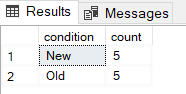 Results Messages
condition count
1 New 5
2 Old 5